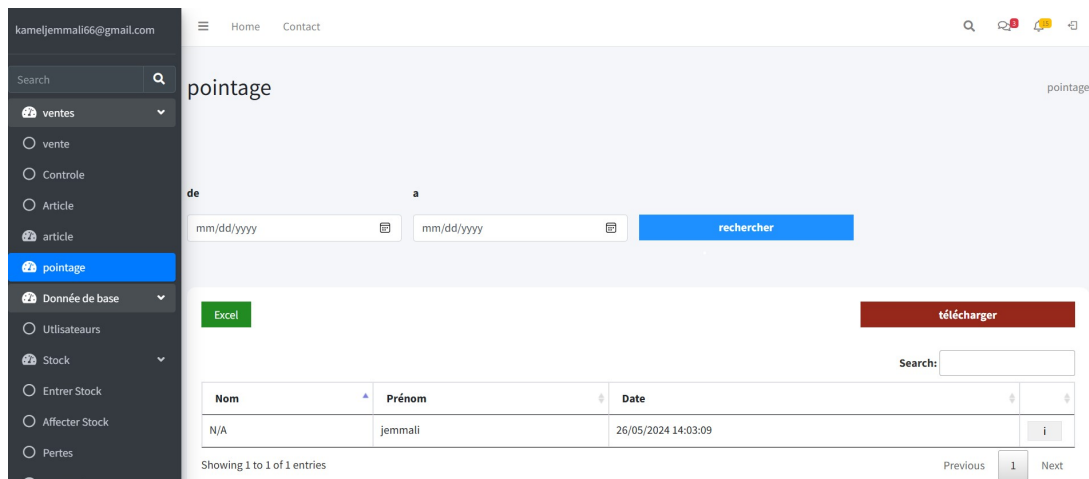 kameljemmali66@gmail.com
Home Contact
3
15
Search
pointage
pointage
ventes
vente
Controle
Article
article
pointage
Donnée de base
Utlisateurs
Stock
Entrer Stock
Affecter Stock
Pertes
de a
mm/dd/yyyy mm/dd/yyyy rechercher
Excel télécharger
Search:
Nom Prénom Date
N/A jemmali 26/05/2024 14:03:09 i
Showing 1 to 1 of 1 entries Previous 1 Next